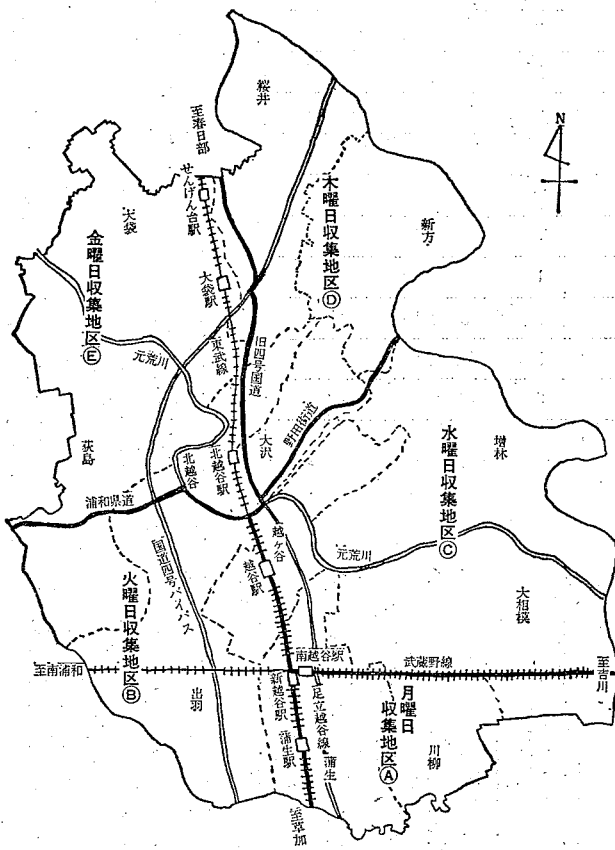 桜井
至春日部
せんげん台駅
N
大袋
新方
木曜日収集地区Ⓓ
金曜日収集地区Ⓔ
大袋駅
東武線
旧四号国道
元荒川
大沢
野田街道
増林
荻島
北越谷
北越谷駅
水曜日収集地区Ⓒ
浦和県道
越ヶ谷
越谷駅
元荒川
国道四号バイパス
火曜日収集地区Ⓑ
大相模
南越谷駅
武蔵野線
至南浦和
至吉川
出羽
新越谷駅
足立越谷線
月曜日
収集地区Ⓐ
蒲生駅
蒲生
川柳
至草加